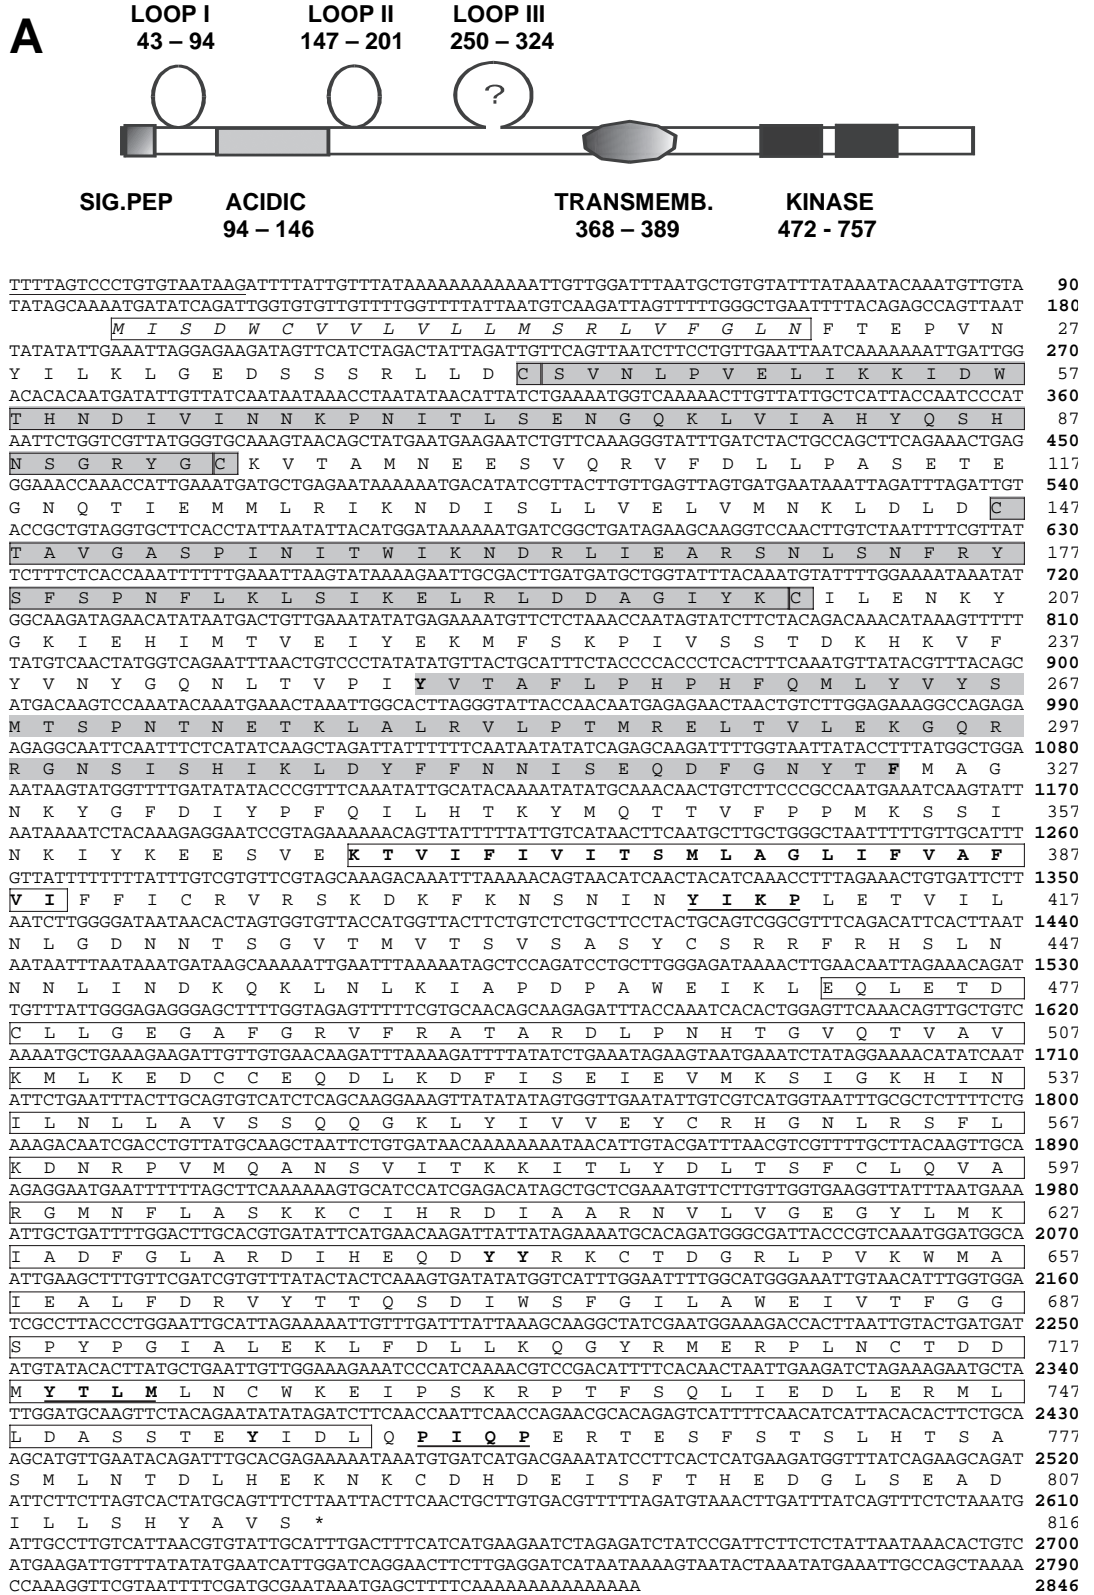 A
LOOP I LOOP II LOOP III
43 – 94 147 – 201 250 – 324
?
SIG.PEP ACIDIC TRANSMEMB. KINASE
94 – 146 368 – 389 472 - 757
TTTTAGTCCCTGTGTAATAAGATTTTATTGTTTATAAAAAAAAAAAATTGTTGGATTTAATGCTGTGTATTTATAAATACAAATGTTGTA 90
TATAGCAAAATGATATCAGATTGGTGTGTTGTTTTGGTTTTATTAATGTCAAGATTAGTTTTTGGGCTGAATTTTACAGAGCCAGTTAAT 180
M I S D W C V V L V L L M S R L V F G L N F T E P V N 27
TATATATTGAAATTAGGAGAAGATAGTTCATCTAGACTATTAGATTGTTCAGTTAATCTTCCTGTTGAATTAATCAAAAAAATTGATTGG 270
Y I L K L G E D S S S R L L D C S V N L P V E L I K K I D W 57
ACACACAATGATATTGTTATCAATAATAAACCTAATATAACATTATCTGAAAATGGTCAAAAACTTGTTATTGCTCATTACCAATCCCAT 360
T H N D I V I N N K P N I T L S E N G Q K L V I A H Y Q S H 87
AATTCTGGTCGTTATGGGTGCAAAGTAACAGCTATGAATGAAGAATCTGTTCAAAGGGTATTTGATCTACTGCCAGCTTCAGAAACTGAG 450
N S G R Y G C K V T A M N E E S V Q R V F D L L P A S E T E 117
GGAAACCAAACCATTGAAATGATGCTGAGAATAAAAAATGACATATCGTTACTTGTTGAGTTAGTGATGAATAAATTAGATTTAGATTGT 540
G N Q T I E M M L R I K N D I S L L V E L V M N K L D L D C 147
ACCGCTGTAGGTGCTTCACCTATTAATATTACATGGATAAAAAATGATCGGCTGATAGAAGCAAGGTCCAACTTGTCTAATTTTCGTTAT 630
T A V G A S P I N I T W I K N D R L I E A R S N L S N F R Y 177
TCTTTCTCACCAAATTTTTTGAAATTAAGTATAAAAGAATTGCGACTTGATGATGCTGGTATTTACAAATGTATTTTGGAAAATAAATAT 720
S F S P N F L K L S I K E L R L D D A G I Y K C I L E N K Y 207
GGCAAGATAGAACATATAATGACTGTTGAAATATATGAGAAAATGTTCTCTAAACCAATAGTATCTTCTACAGACAAACATAAAGTTTTT 810
G K I E H I M T V E I Y E K M F S K P I V S S T D K H K V F 237
TATGTCAACTATGGTCAGAATTTAACTGTCCCTATATATGTTACTGCATTTCTACCCCACCCTCACTTTCAAATGTTATACGTTTACAGC 900
Y V N Y G Q N L T V P I Y V T A F L P H P H F Q M L Y V Y S 267
ATGACAAGTCCAAATACAAATGAAACTAAATTGGCACTTAGGGTATTACCAACAATGAGAGAACTAACTGTCTTGGAGAAAGGCCAGAGA 990
M T S P N T N E T K L A L R V L P T M R E L T V L E K G Q R 297
AGAGGCAATTCAATTTCTCATATCAAGCTAGATTATTTTTTCAATAATATATCAGAGCAAGATTTTGGTAATTATACCTTTATGGCTGGA 1080
R G N S I S H I K L D Y F F N N I S E Q D F G N Y T F M A G 327
AATAAGTATGGTTTTGATATATACCCGTTTCAAATATTGCATACAAAATATATGCAAACAACTGTCTTCCCGCCAATGAAATCAAGTATT 1170
N K Y G F D I Y P F Q I L H T K Y M Q T T V F P P M K S S I 357
AATAAAATCTACAAAGAGGAATCCGTAGAAAAAACAGTTATTTTTATTGTCATAACTTCAATGCTTGCTGGGCTAATTTTTGTTGCATTT 1260
N K I Y K E E S V E K T V I F I V I T S M L A G L I F V A F 387
GTTATTTTTTTTATTTGTCGTGTTCGTAGCAAAGACAAATTTAAAAACAGTAACATCAACTACATCAAACCTTTAGAAACTGTGATTCTT 1350
V I F F I C R V R S K D K F K N S N I N Y I K P L E T V I L 417
AATCTTGGGGATAATAACACTAGTGGTGTTACCATGGTTACTTCTGTCTCTGCTTCCTACTGCAGTCGGCGTTTCAGACATTCACTTAAT 1440
N L G D N N T S G V T M V T S V S A S Y C S R R F R H S L N 447
AATAATTTAATAAATGATAAGCAAAAATTGAATTTAAAAATAGCTCCAGATCCTGCTTGGGAGATAAAACTTGAACAATTAGAAACAGAT 1530
N N L I N D K Q K L N L K I A P D P A W E I K L E Q L E T D 477
TGTTTATTGGGAGAGGGAGCTTTTGGTAGAGTTTTTCGTGCAACAGCAAGAGATTTACCAAATCACACTGGAGTTCAAACAGTTGCTGTC 1620
C L L G E G A F G R V F R A T A R D L P N H T G V Q T V A V 507
AAAATGCTGAAAGAAGATTGTTGTGAACAAGATTTAAAAGATTTTATATCTGAAATAGAAGTAATGAAATCTATAGGAAAACATATCAAT 1710
K M L K E D C C E Q D L K D F I S E I E V M K S I G K H I N 537
ATTCTGAATTTACTTGCAGTGTCATCTCAGCAAGGAAAGTTATATATAGTGGTTGAATATTGTCGTCATGGTAATTTGCGCTCTTTTCTG 1800
I L N L L A V S S Q Q G K L Y I V V E Y C R H G N L R S F L 567
AAAGACAATCGACCTGTTATGCAAGCTAATTCTGTGATAACAAAAAAAATAACATTGTACGATTTAACGTCGTTTTGCTTACAAGTTGCA 1890
K D N R P V M Q A N S V I T K K I T L Y D L T S F C L Q V A 597
AGAGGAATGAATTTTTTAGCTTCAAAAAAGTGCATCCATCGAGACATAGCTGCTCGAAATGTTCTTGTTGGTGAAGGTTATTTAATGAAA 1980
R G M N F L A S K K C I H R D I A A R N V L V G E G Y L M K 627
ATTGCTGATTTTGGACTTGCACGTGATATTCATGAACAAGATTATTATAGAAAATGCACAGATGGGCGATTACCCGTCAAATGGATGGCA 2070
I A D F G L A R D I H E Q D Y Y R K C T D G R L P V K W M A 657
ATTGAAGCTTTGTTCGATCGTGTTTATACTACTCAAAGTGATATATGGTCATTTGGAATTTTGGCATGGGAAATTGTAACATTTGGTGGA 2160
I E A L F D R V Y T T Q S D I W S F G I L A W E I V T F G G 687
TCGCCTTACCCTGGAATTGCATTAGAAAAATTGTTTGATTTATTAAAGCAAGGCTATCGAATGGAAAGACCACTTAATTGTACTGATGAT 2250
S P Y P G I A L E K L F D L L K Q G Y R M E R P L N C T D D 717
ATGTATACACTTATGCTGAATTGTTGGAAAGAAATCCCATCAAAACGTCCGACATTTTCACAACTAATTGAAGATCTAGAAAGAATGCTA 2340
M Y T L M L N C W K E I P S K R P T F S Q L I E D L E R M L 747
TTGGATGCAAGTTCTACAGAATATATAGATCTTCAACCAATTCAACCAGAACGCACAGAGTCATTTTCAACATCATTACACACTTCTGCA 2430
L D A S S T E Y I D L Q P I Q P E R T E S F S T S L H T S A 777
AGCATGTTGAATACAGATTTGCACGAGAAAAATAAATGTGATCATGACGAAATATCCTTCACTCATGAAGATGGTTTATCAGAAGCAGAT 2520
S M L N T D L H E K N K C D H D E I S F T H E D G L S E A D 807
ATTCTTCTTAGTCACTATGCAGTTTCTTAATTACTTCAACTGCTTGTGACGTTTTTAGATGTAAACTTGATTTATCAGTTTCTCTAAATG 2610
I L L S H Y A V S * 816
ATTGCCTTGTCATTAACGTGTATTGCATTTGACTTTCATCATGAAGAATCTAGAGATCTATCCGATTCTTCTCTATTAATAAACACTGTC 2700
ATGAAGATTGTTTATATATGAATCATTGGATCAGGAACTTCTTGAGGATCATAATAAAAGTAATACTAAATATGAAATTGCCAGCTAAAA 2790
CCAAAGGTTCGTAATTTTCGATGCGAATAAATGAGCTTTTCAAAAAAAAAAAAAAAA 2846